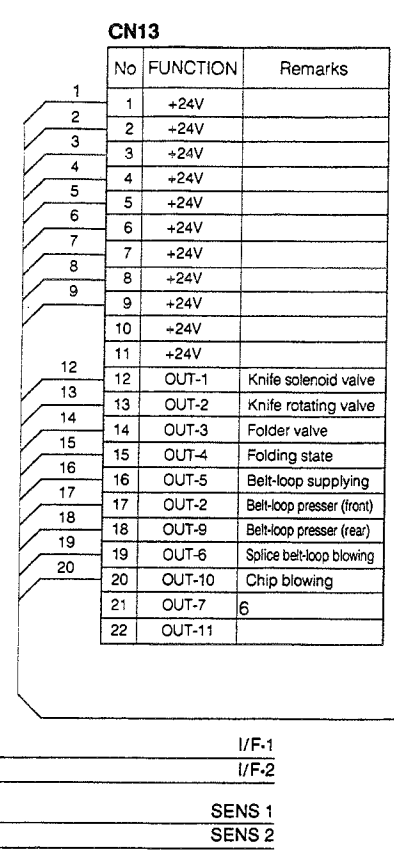 CN13
No FUNCTION Remarks
1 1 +24V
2 2 +24V
3 3 +24V
4 4 +24V
5 5 +24V
6 6 +24V
7 7 +24V
8 8 +24V
9 9 +24V
10 +24V
11 +24V
12 12 OUT-1 Knife solenoid valve
13 13 OUT-2 Knife rotating valve
14 14 OUT-3 Folder valve
15 15 OUT-4 Folding state
16 16 OUT-5 Belt-loop supplying
17 17 OUT-2 Belt-loop presser (front)
18 18 OUT-9 Belt-loop presser (rear)
19 19 OUT-6 Splice belt-loop blowing
20 20 OUT-10 Chip blowing
21 OUT-7 6
22 OUT-11
I/F-1
I/F-2
SENS 1
SENS 2